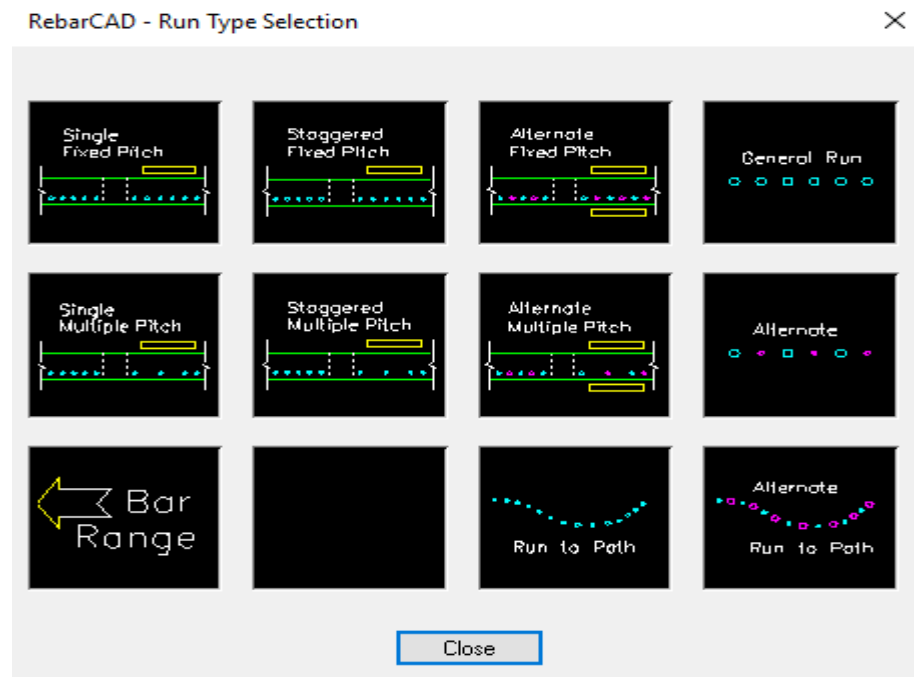 RebarCAD - Run Type Selection
Single
Fixed Pitch
Staggered
Fixed Pitch
Alternate
Fixed Pitch
General Run
Single
Multiple Pitch
Staggered
Multiple Pitch
Alternate
Multiple Pitch
Alternate
Bar
Range
Run to Path
Alternate
Run to Path
Close